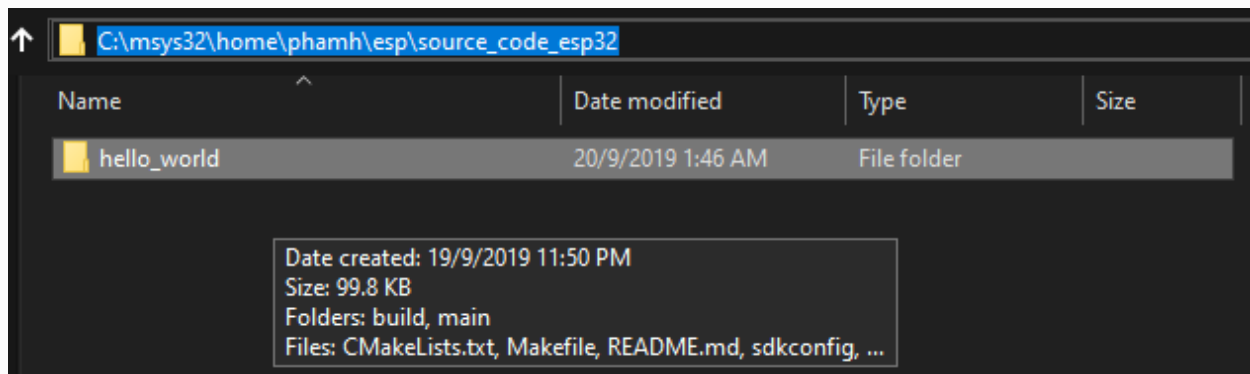 C:\msys32\home\phamh\esp\source_code_esp32
Name Date modified Type Size
hello_world 20/9/2019 1:46 AM File folder
Date created: 19/9/2019 11:50 PM
Size: 99.8 KB
Folders: build, main
Files: CMakeLists.txt, Makefile, README.md, sdkconfig, ...